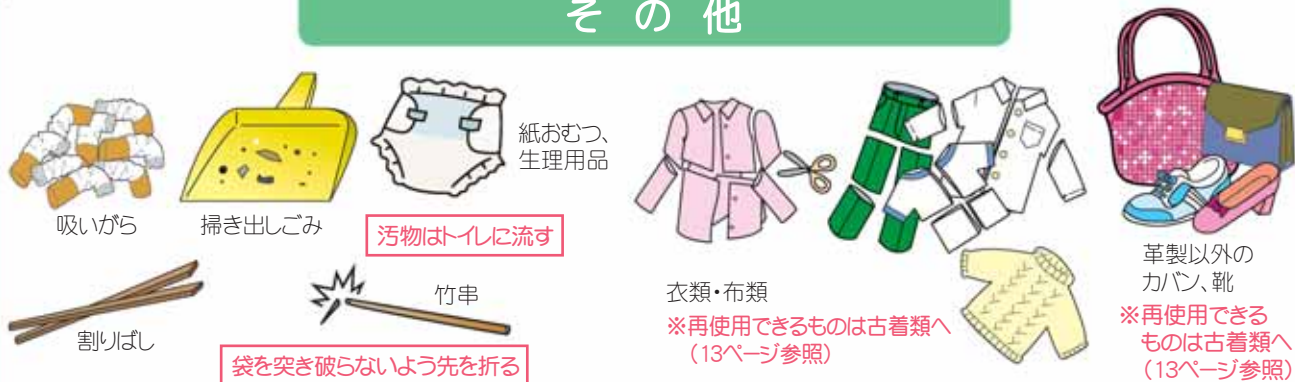 その他
吸いがら
掃き出しごみ
紙おむつ、
生理用品
汚物はトイレに流す
割りばし
竹串
袋を突き破らないよう先を折る
衣類・布類
※再使用できるものは古着類へ
(13ページ参照)
革製以外の
カバン、靴
※再使用できる
ものは古着類へ
(13ページ参照)